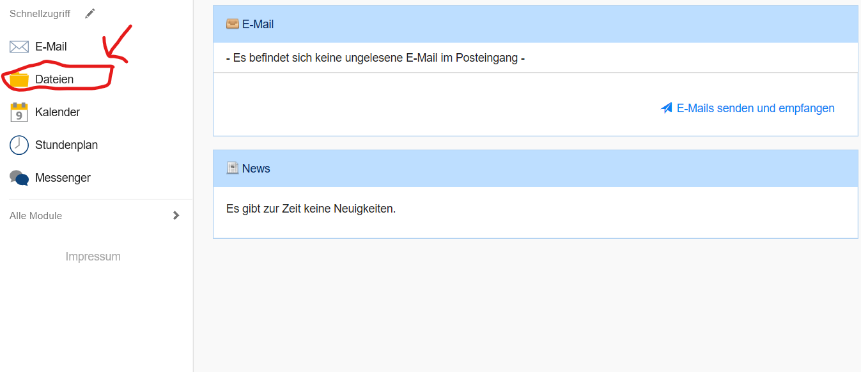 Schnellzugriff
E-Mail
Dateien
9
Kalender
Stundenplan
Messenger
Alle Module
Impressum
E-Mail
- Es befindet sich keine ungelesene E-Mail im Posteingang -
E-Mails senden und empfangen
News
Es gibt zur Zeit keine Neuigkeiten.